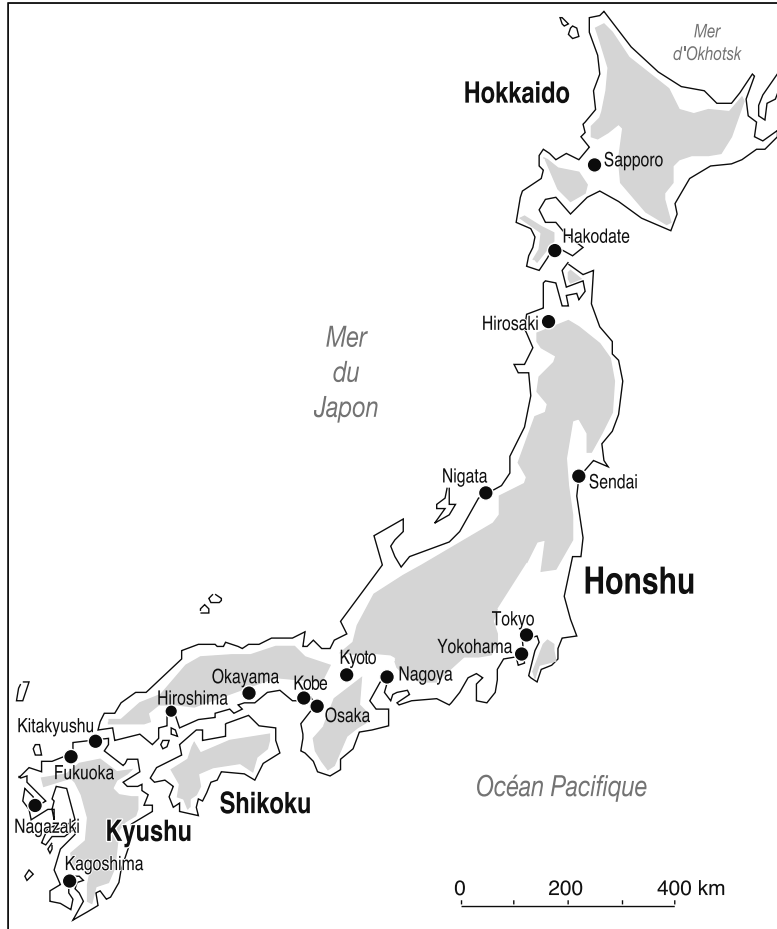 Mer
d'Okhotsk
Hokkaido
Sapporo
Hakodate
Hirosaki
Mer
du
Japon
Nigata
Sendai
Honshu
Tokyo
Yokohama
Kyoto
Nagoya
Okayama
Kobe
Hiroshima
Osaka
Kitakyushu
Fukuoka
Océan Pacifique
Shikoku
Nagazaki
Kyushu
Kagoshima
0 200 400 km